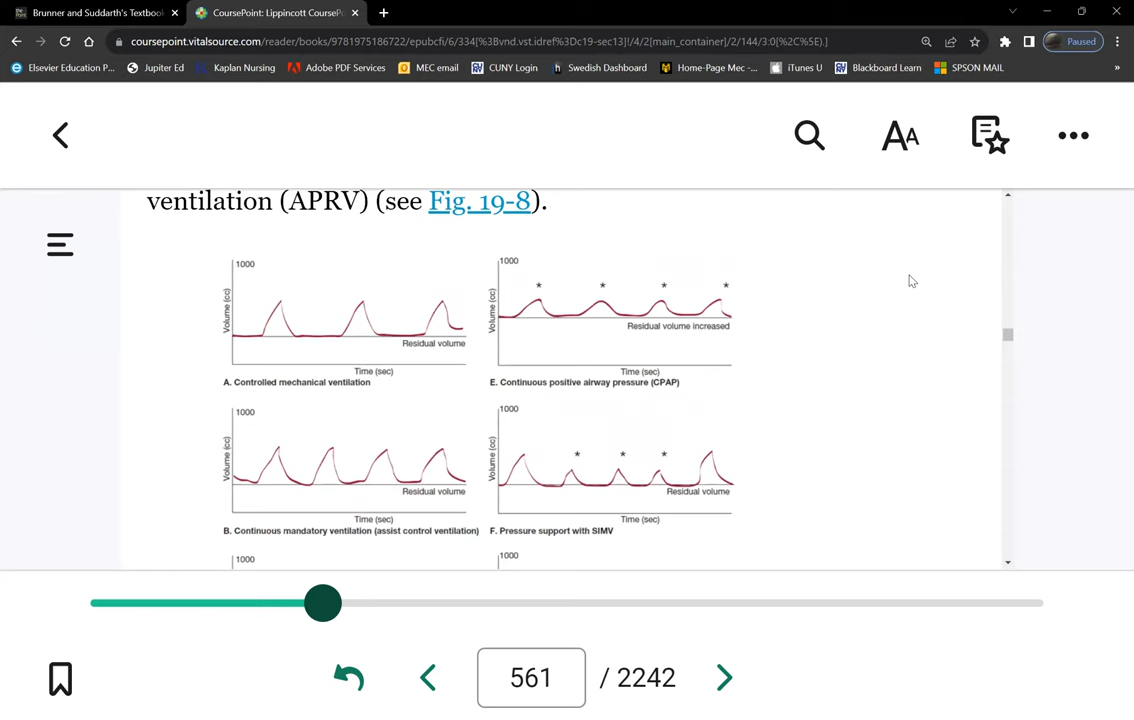 Brunner and Suddarth's Textbook
CoursePoint: Lippincott CoursePo
coursepoint.vitalsource.com/reader/books/9781975186722/epubcfi/6/334[%3Bvnd.vst.idref%3Dc19-sec13]!/4/2[main_container]/2/144/3:0[%2C%5E.)
Paused
Elsevier Education P...
Jupiter Ed
Kaplan Nursing
Adobe PDF Services
MEC email
CUNY Login
Swedish Dashboard
Home-Page Mec -...
iTunes U
Blackboard Learn
SPSON MAIL
»
AA
ventilation (APRV) (see Fig. 19-8).
1000
Volume (cc)
Residual volume
Time (sec)
A. Controlled mechanical ventilation
1000
* * * *
Volume (cc)
Residual volume increased
Time (sec)
E. Continuous positive airway pressure (CPAP)
1000
Volume (cc)
Residual volume
Time (sec)
B. Continuous mandatory ventilation (assist control ventilation)
1000
* * *
Volume (cc)
Residual volume
Time (sec)
F. Pressure support with SIMV
1000
1000
561 / 2242